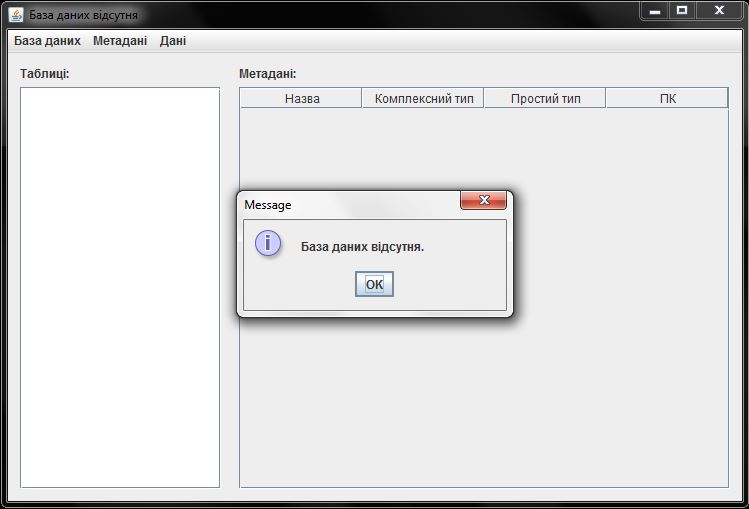 База даних відсутня
База даних Метадані Дані
Таблиці: Метадані:
Назва Комплексний тип Простий тип ПК
Message
База даних відсутня.
OK